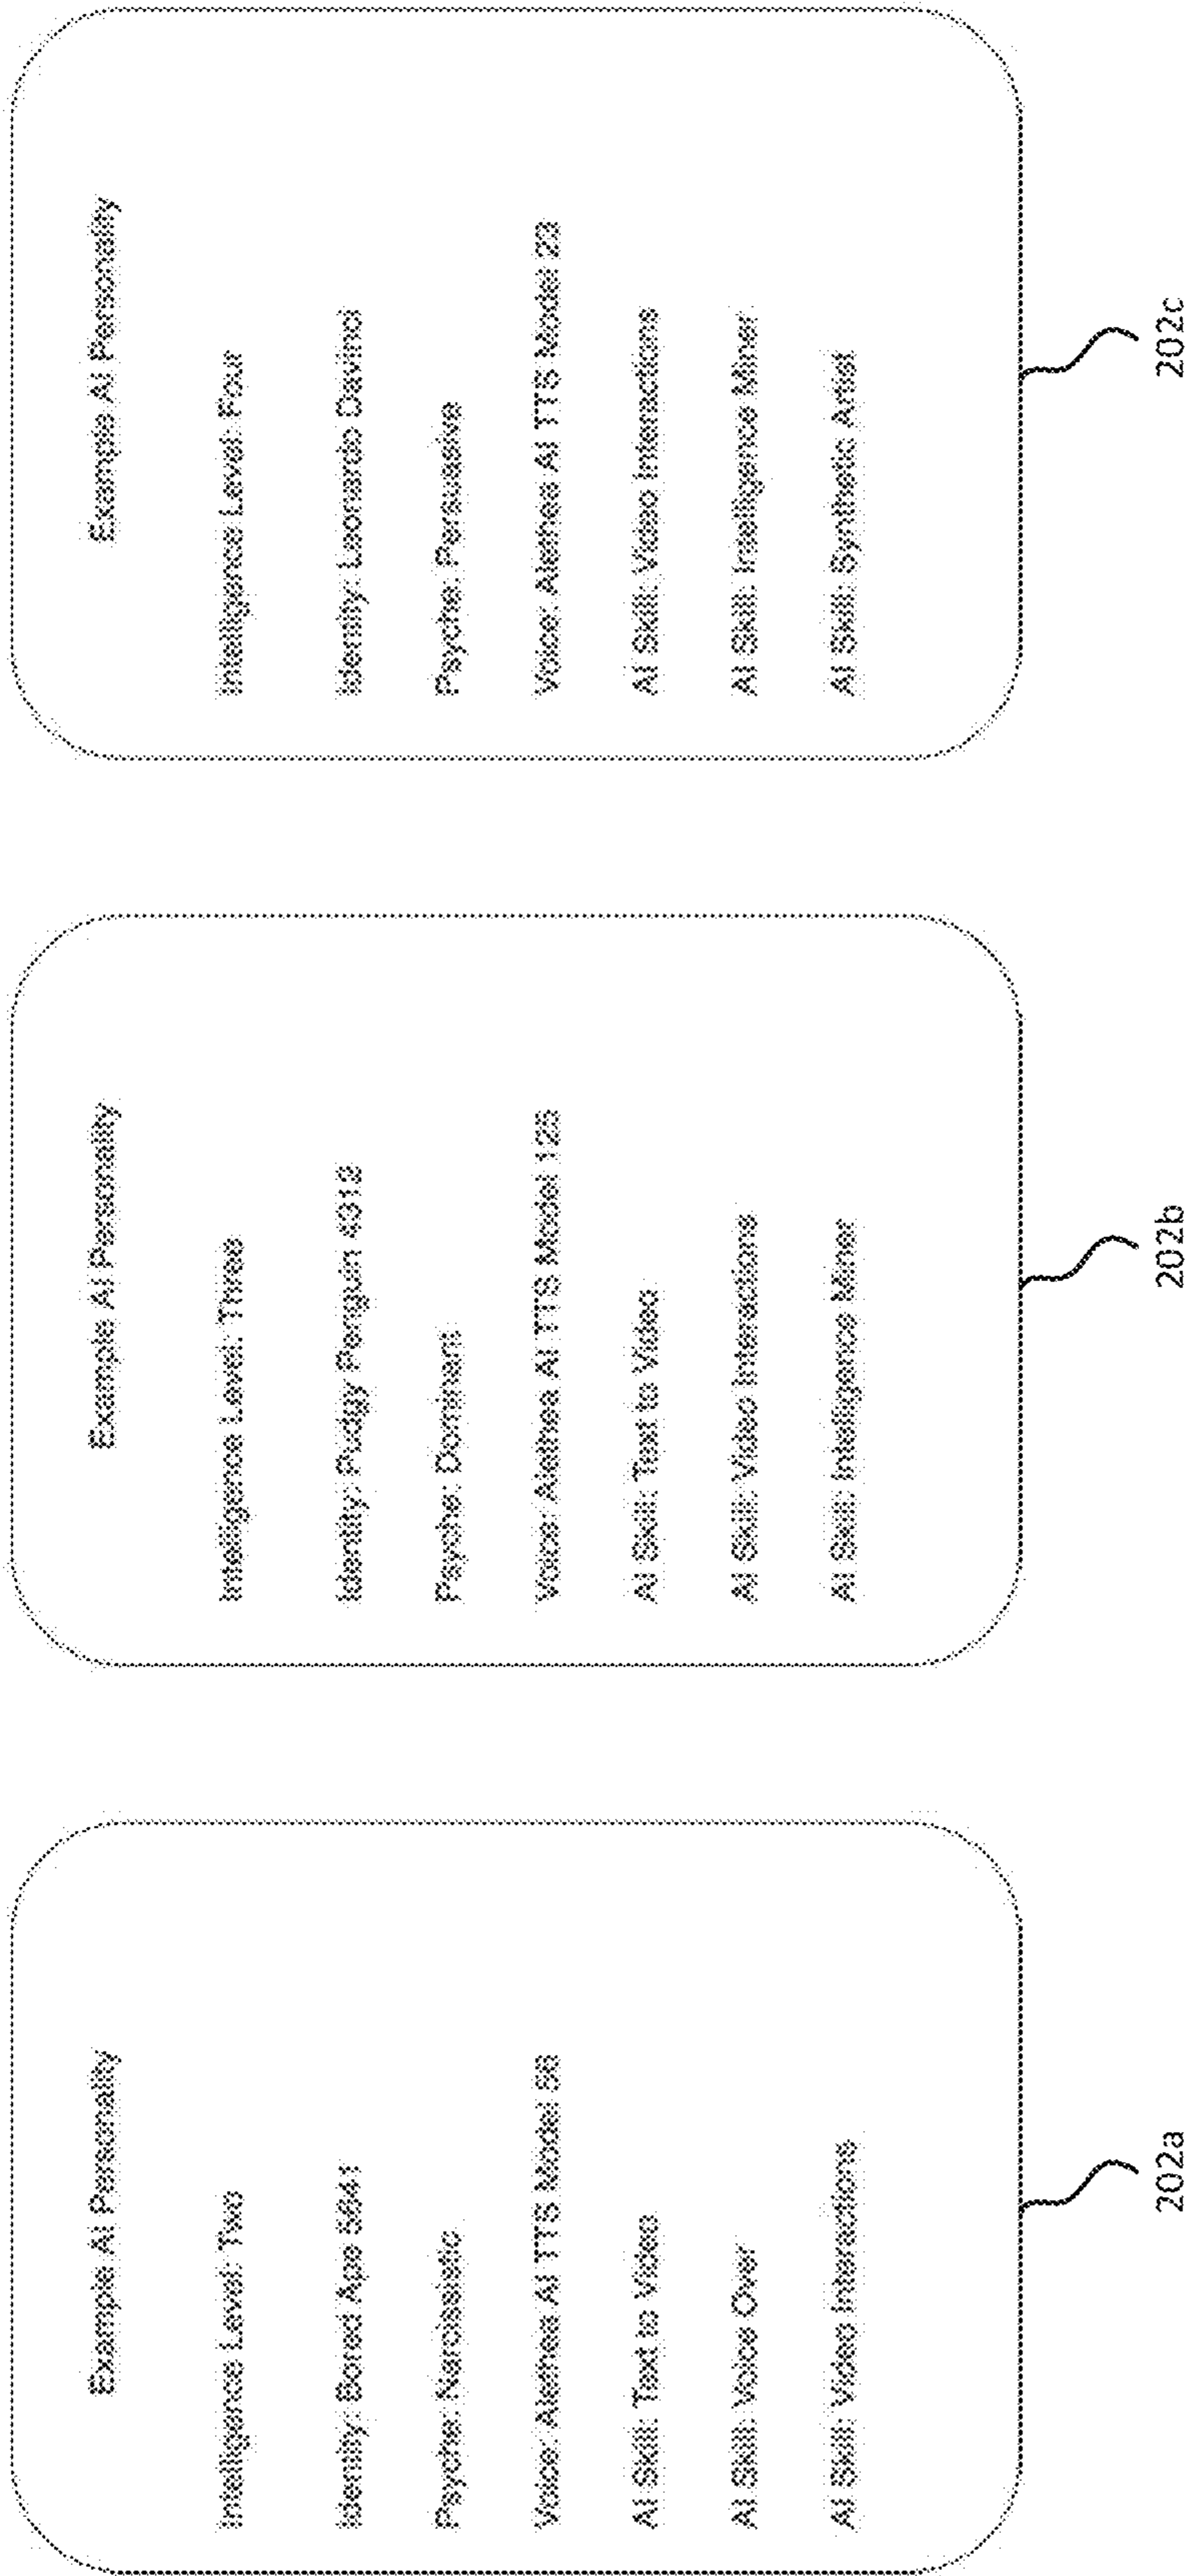 Example AI Personality
Intelligence Level: Two
Identity: Bored Ape 5541
Psyche: Narcissistic
Voice: Alethea AI TTS Model 56
AI Skill: Text to Video
AI Skill: Voice Over
AI Skill: Video Interactions
202a
Example AI Personality
Intelligence Level: Three
Identity: Pudgy Penguin
Psyche: Dominant
Voice: Alethea AI TTS Model 125
AI Skill: Text to Video
AI Skill: Video Interactions
AI Skill: Intelligence Miner
202b
Example AI Personality
Intelligence Level: Four
Identity: Leonardo Davinci
Psyche: Persuasive
Voice: Alethea AI TTS Model 23
AI Skill: Video Interactions
AI Skill: Intelligence Miner
AI Skill: Synthetic Artist
202c